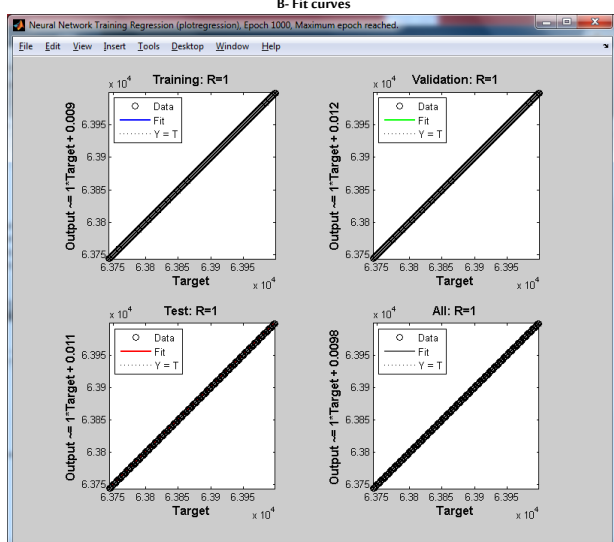 B- Fit curves
Neural Network Training Regression (plotregression), Epoch 1000, Maximum epoch reached.
File Edit View Insert Tools Desktop Window Help
Training: R=1
x 10^4
Output ~= 1*Target + 0.009
6.395
6.39
6.385
6.38
6.375
Data
Fit
Y = T
6.375 6.38 6.385 6.39 6.395
Target
x 10^4
Validation: R=1
x 10^4
Output ~= 1*Target + 0.012
6.395
6.39
6.385
6.38
6.375
Data
Fit
Y = T
6.375 6.38 6.385 6.39 6.395
Target
x 10^4
Test: R=1
x 10^4
Output ~= 1*Target + 0.011
6.395
6.39
6.385
6.38
6.375
Data
Fit
Y = T
6.375 6.38 6.385 6.39 6.395
Target
x 10^4
All: R=1
x 10^4
Output ~= 1*Target + 0.0098
6.395
6.39
6.385
6.38
6.375
Data
Fit
Y = T
6.375 6.38 6.385 6.39 6.395
Target
x 10^4